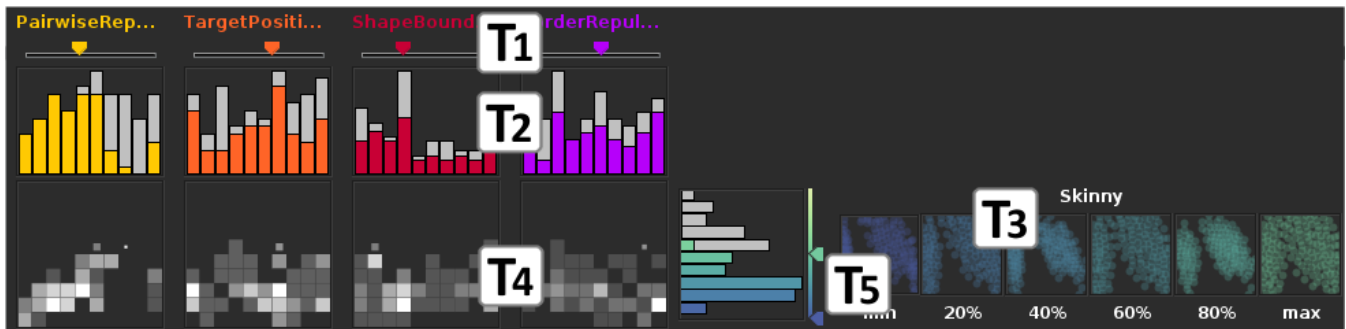 PairwiseRep... TargetPositi... ShapeBound rderRepul...
T1
T2
Skinny
T3
T4
T5
20% 40% 60% 80% max